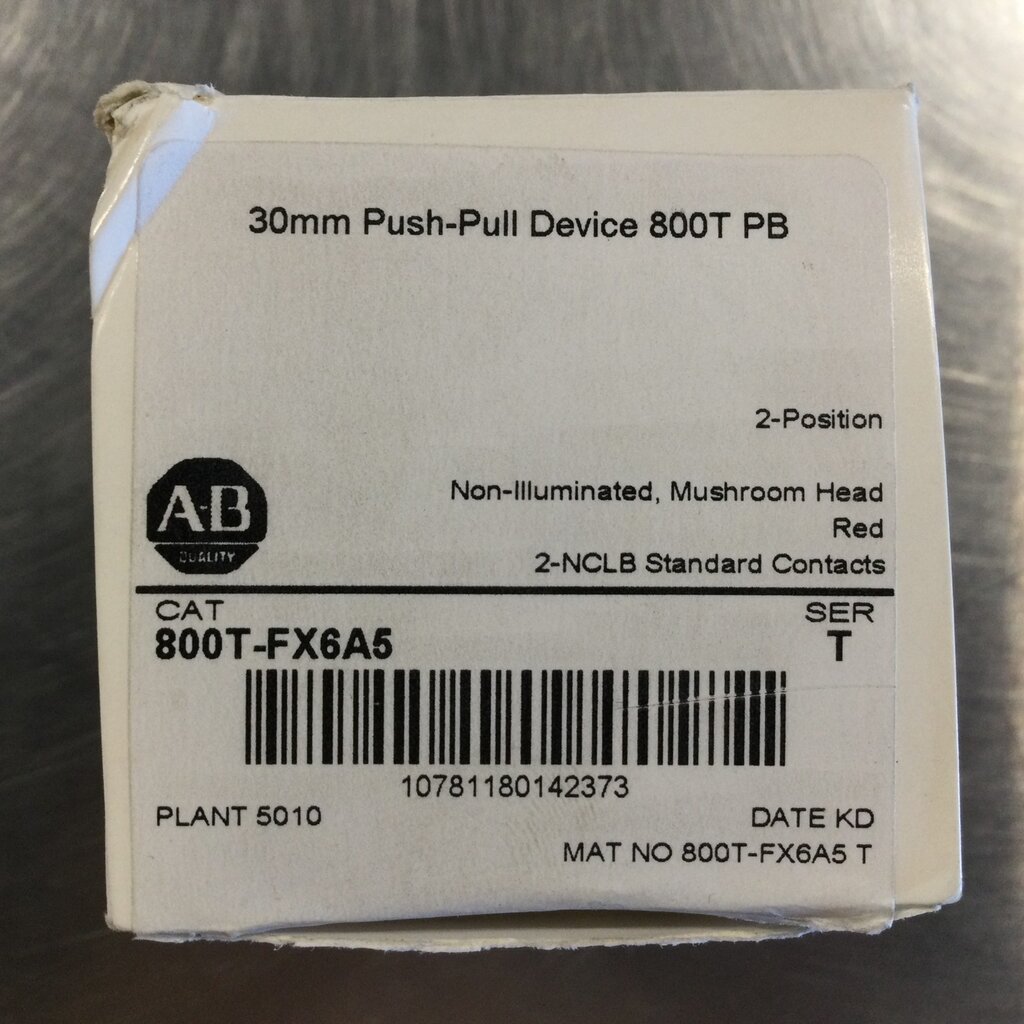 30mm Push-Pull Device 800T PB
2-Position
Non-Illuminated, Mushroom Head
Red
2-NCLB Standard Contacts
A-B
QUALITY
CAT
SER
800T-FX6A5
T
10781180142373
PLANT 5010
DATE KD
MAT NO 800T-FX6A5 T